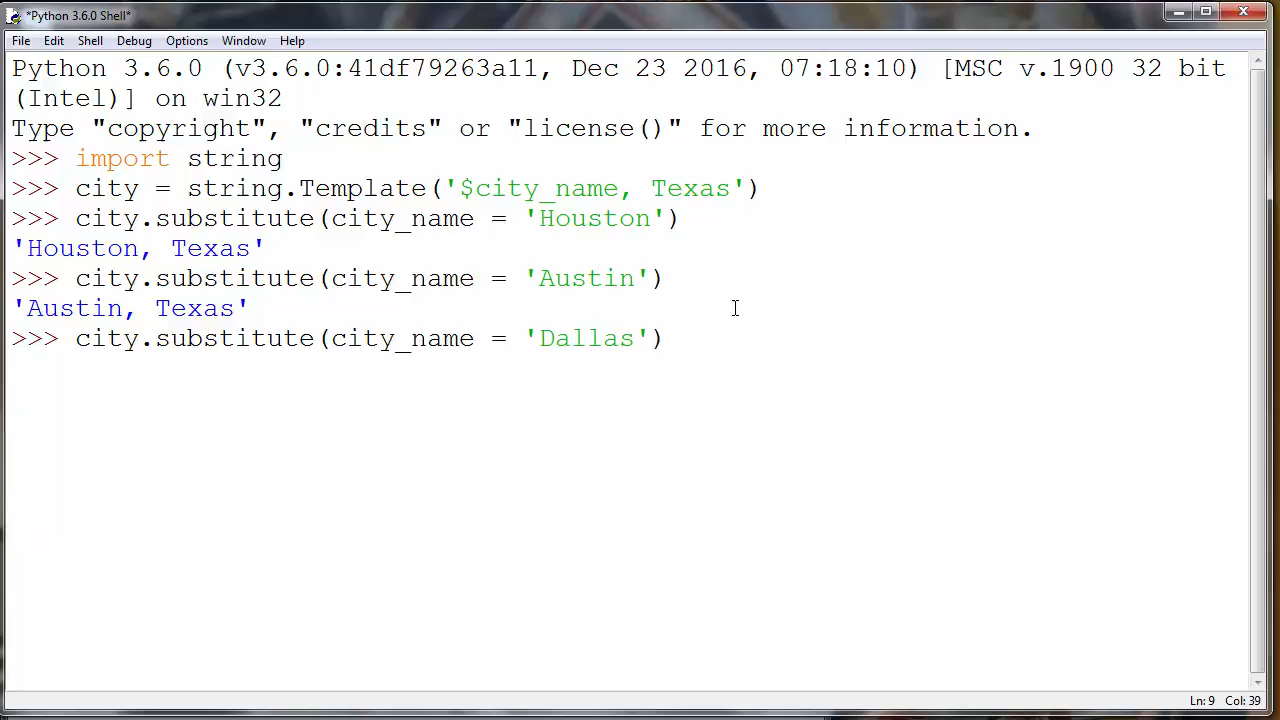 *Python 3.6.0 Shell*
File Edit Shell Debug Options Window Help
Python 3.6.0 (v3.6.0:41df79263a11, Dec 23 2016, 07:18:10) [MSC v.1900 32 bit
(Intel)] on win32
Type "copyright", "credits" or "license()" for more information.
>>> import string
>>> city = string.Template('$city_name, Texas')
>>> city.substitute(city_name = 'Houston')
'Houston, Texas'
>>> city.substitute(city_name = 'Austin')
'Austin, Texas'
>>> city.substitute(city_name = 'Dallas')
Ln: 9 Col: 39